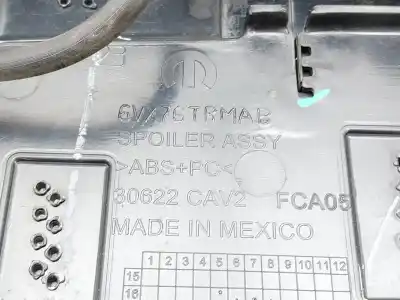 6VX76TRMAB
SPOILER ASSY
>ABS+PC<
30622 CAV2 FCA05
MADE IN MEXICO
1 2 3 4 5 6 7 8 9 10 11 12
15
16